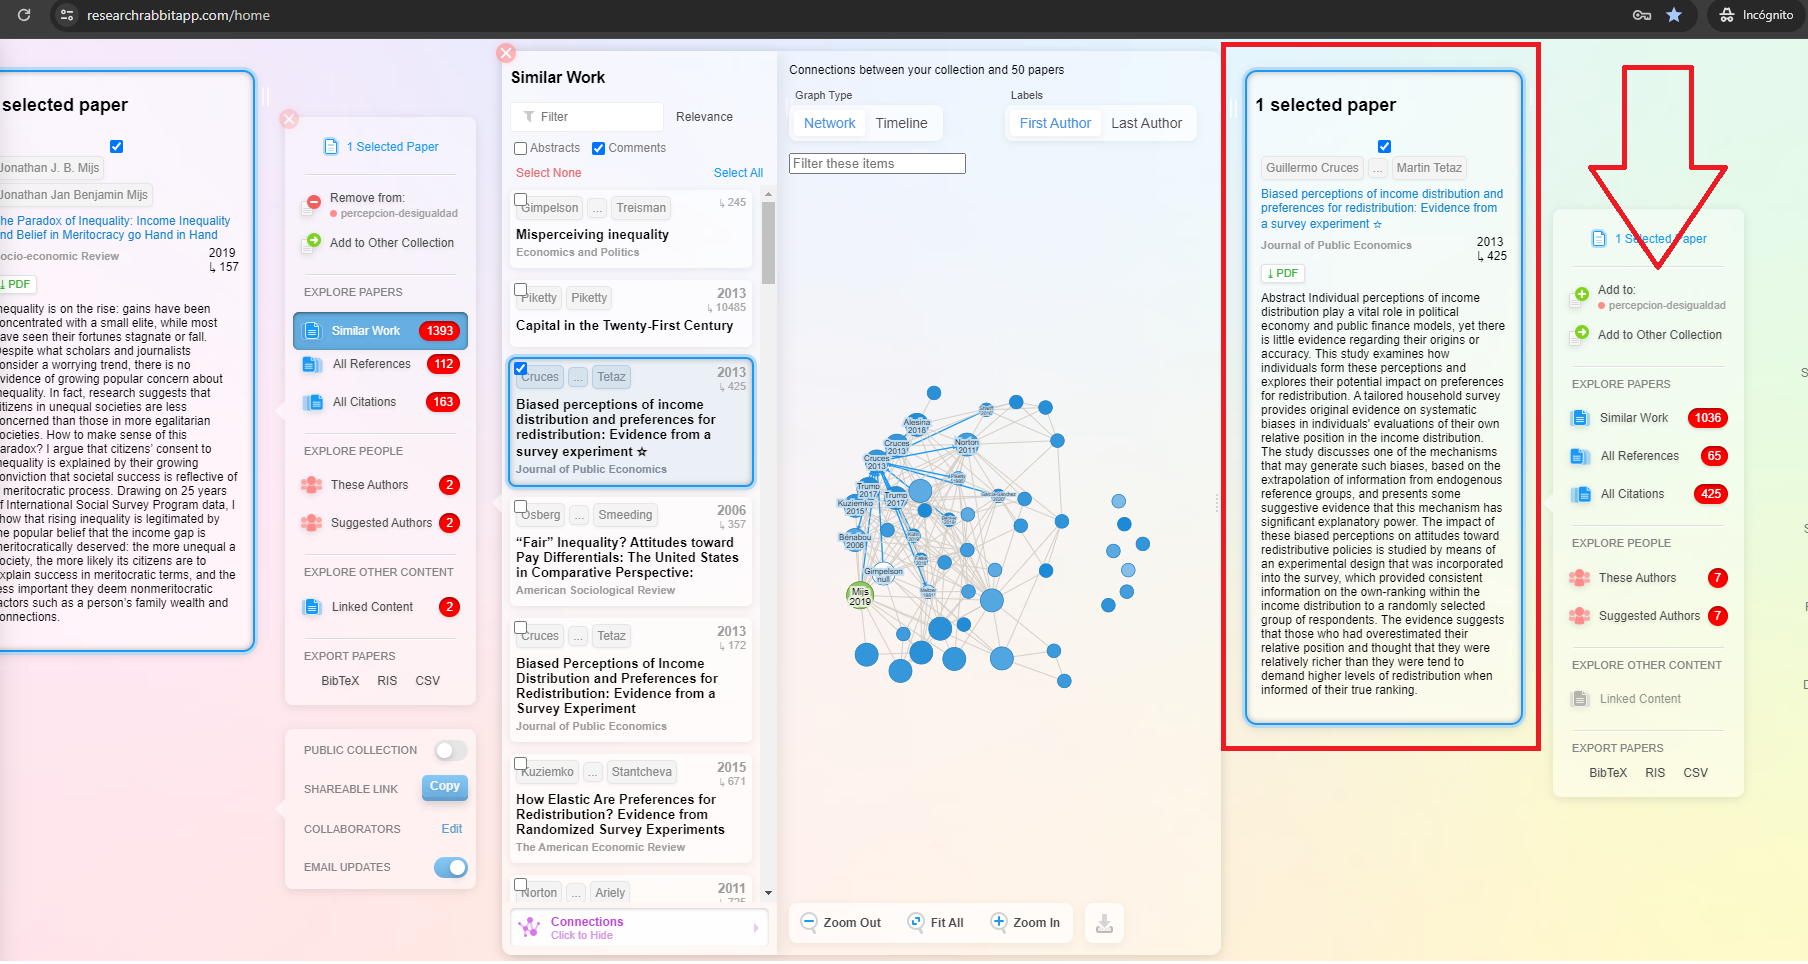 researchrabbitapp.com/home
Incógnito
selected paper
Jonathan J. B. Mijs
Jonathan Jan Benjamin Mijs
he Paradox of Inequality: Income Inequality
nd Belief in Meritocracy go Hand in Hand
ocio-economic Review
2019
157
PDF
nequality is on the rise: gains have been
oncentrated with a small elite, while most
ave seen their fortunes stagnate or fall.
espite what scholars and journalists
onsider a worrying trend, there is no
vidence of growing popular concern about
nequality. In fact, research suggests that
itizens in unequal societies are less
oncerned than those in more egalitarian
ocieties. How to make sense of this
aradox? I argue that citizens' consent to
nequality is explained by their growing
onviction that societal success is reflective of
meritocratic process. Drawing on 25 years
f International Social Survey Program data, I
how that rising inequality is legitimated by
he popular belief that the income gap is
eritocratically deserved: the more unequal a
ociety, the more likely its citizens are to
xplain success in meritocratic terms, and the
ess important they deem nonmeritocratic
actors such as a person's family wealth and
onnections.
1 Selected Paper
Remove from:
percepcion-desigualdad
Add to Other Collection
EXPLORE PAPERS
Similar Work 1393
All References 112
All Citations 163
EXPLORE PEOPLE
These Authors 2
Suggested Authors 2
EXPLORE OTHER CONTENT
Linked Content 2
EXPORT PAPERS
BibTeX RIS CSV
PUBLIC COLLECTION
SHAREABLE LINK Copy
COLLABORATORS Edit
EMAIL UPDATES
Similar Work
Filter Relevance
Abstracts Comments
Select None Select All
Gimpelson ... Treisman 245
Misperceiving inequality
Economics and Politics
Piketty Piketty 2013
10485
Capital in the Twenty-First Century
Cruces ... Tetaz 2013
425
Biased perceptions of income
distribution and preferences for
redistribution: Evidence from a
survey experiment ☆
Journal of Public Economics
Osberg ... Smeeding 2006
357
“Fair” Inequality? Attitudes toward
Pay Differentials: The United States
in Comparative Perspective:
American Sociological Review
Cruces ... Tetaz 2013
172
Biased Perceptions of Income
Distribution and Preferences for
Redistribution: Evidence from a
Survey Experiment
Journal of Public Economics
Kuziemko ... Stantcheva 2015
671
How Elastic Are Preferences for
Redistribution? Evidence from
Randomized Survey Experiments
The American Economic Review
Norton ... Ariely 2011
725
Connections
Click to Hide
Connections between your collection and 50 papers
Graph Type
Network Timeline
Labels
First Author Last Author
Filter these items
Alesina
2018
Cruces
2013
Norton
2011
Cruces
2013
Trump
2017
Trump
2017
Kuziemko
2015
Bénabou
2006
Gimpelson
null
Mijs
2019
Zoom Out Fit All Zoom In
1 selected paper
Guillermo Cruces ... Martin Tetaz
Biased perceptions of income distribution and
preferences for redistribution: Evidence from
a survey experiment ☆
Journal of Public Economics
2013
425
PDF
Abstract Individual perceptions of income
distribution play a vital role in political
economy and public finance models, yet there
is little evidence regarding their origins or
accuracy. This study examines how
individuals form these perceptions and
explores their potential impact on preferences
for redistribution. A tailored household survey
provides original evidence on systematic
biases in individuals' evaluations of their own
relative position in the income distribution.
The study discusses one of the mechanisms
that may generate such biases, based on the
extrapolation of information from endogenous
reference groups, and presents some
suggestive evidence that this mechanism has
significant explanatory power. The impact of
these biased perceptions on attitudes toward
redistributive policies is studied by means of
an experimental design that was incorporated
into the survey, which provided consistent
information on the own-ranking within the
income distribution to a randomly selected
group of respondents. The evidence suggests
that those who had overestimated their
relative position and thought that they were
relatively richer than they were tend to
demand higher levels of redistribution when
informed of their true ranking.
1 Selected Paper
Add to:
percepcion-desigualdad
Add to Other Collection
EXPLORE PAPERS
Similar Work 1036
All References 65
All Citations 425
EXPLORE PEOPLE
These Authors 7
Suggested Authors 7
EXPLORE OTHER CONTENT
Linked Content
EXPORT PAPERS
BibTeX RIS CSV